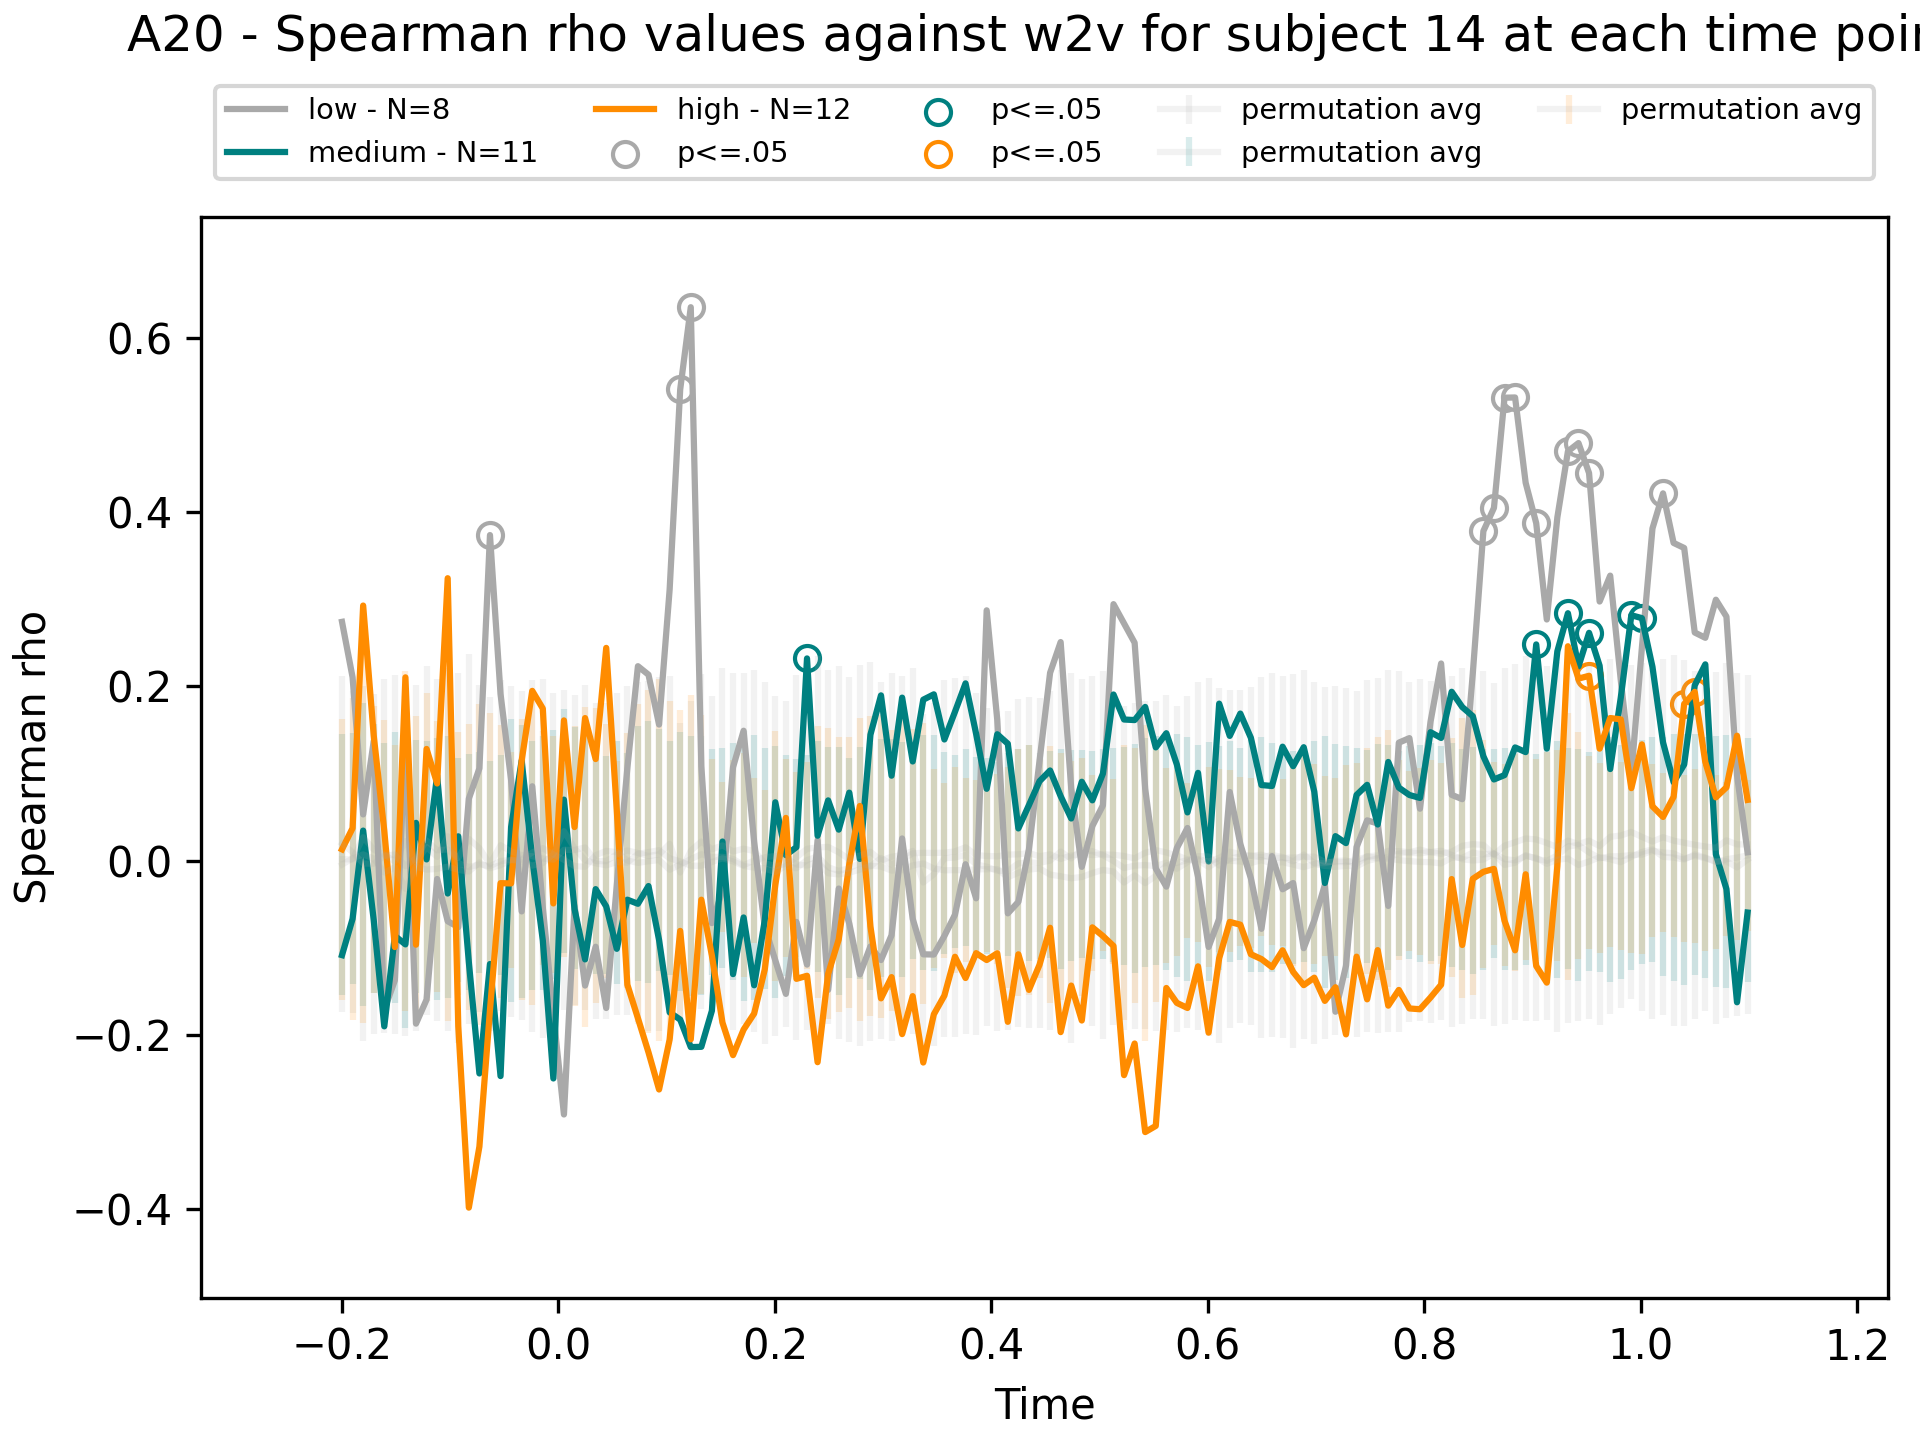 A20 - Spearman rho values against w2v for subject 14 at each time poi
low - N=8 high - N=12 p<=.05 permutation avg permutation avg
medium - N=11 p<=.05 p<=.05 permutation avg
Spearman rho
0.6
0.4
0.2
0.0
−0.2
−0.4
−0.2 0.0 0.2 0.4 0.6 0.8 1.0 1.2
Time